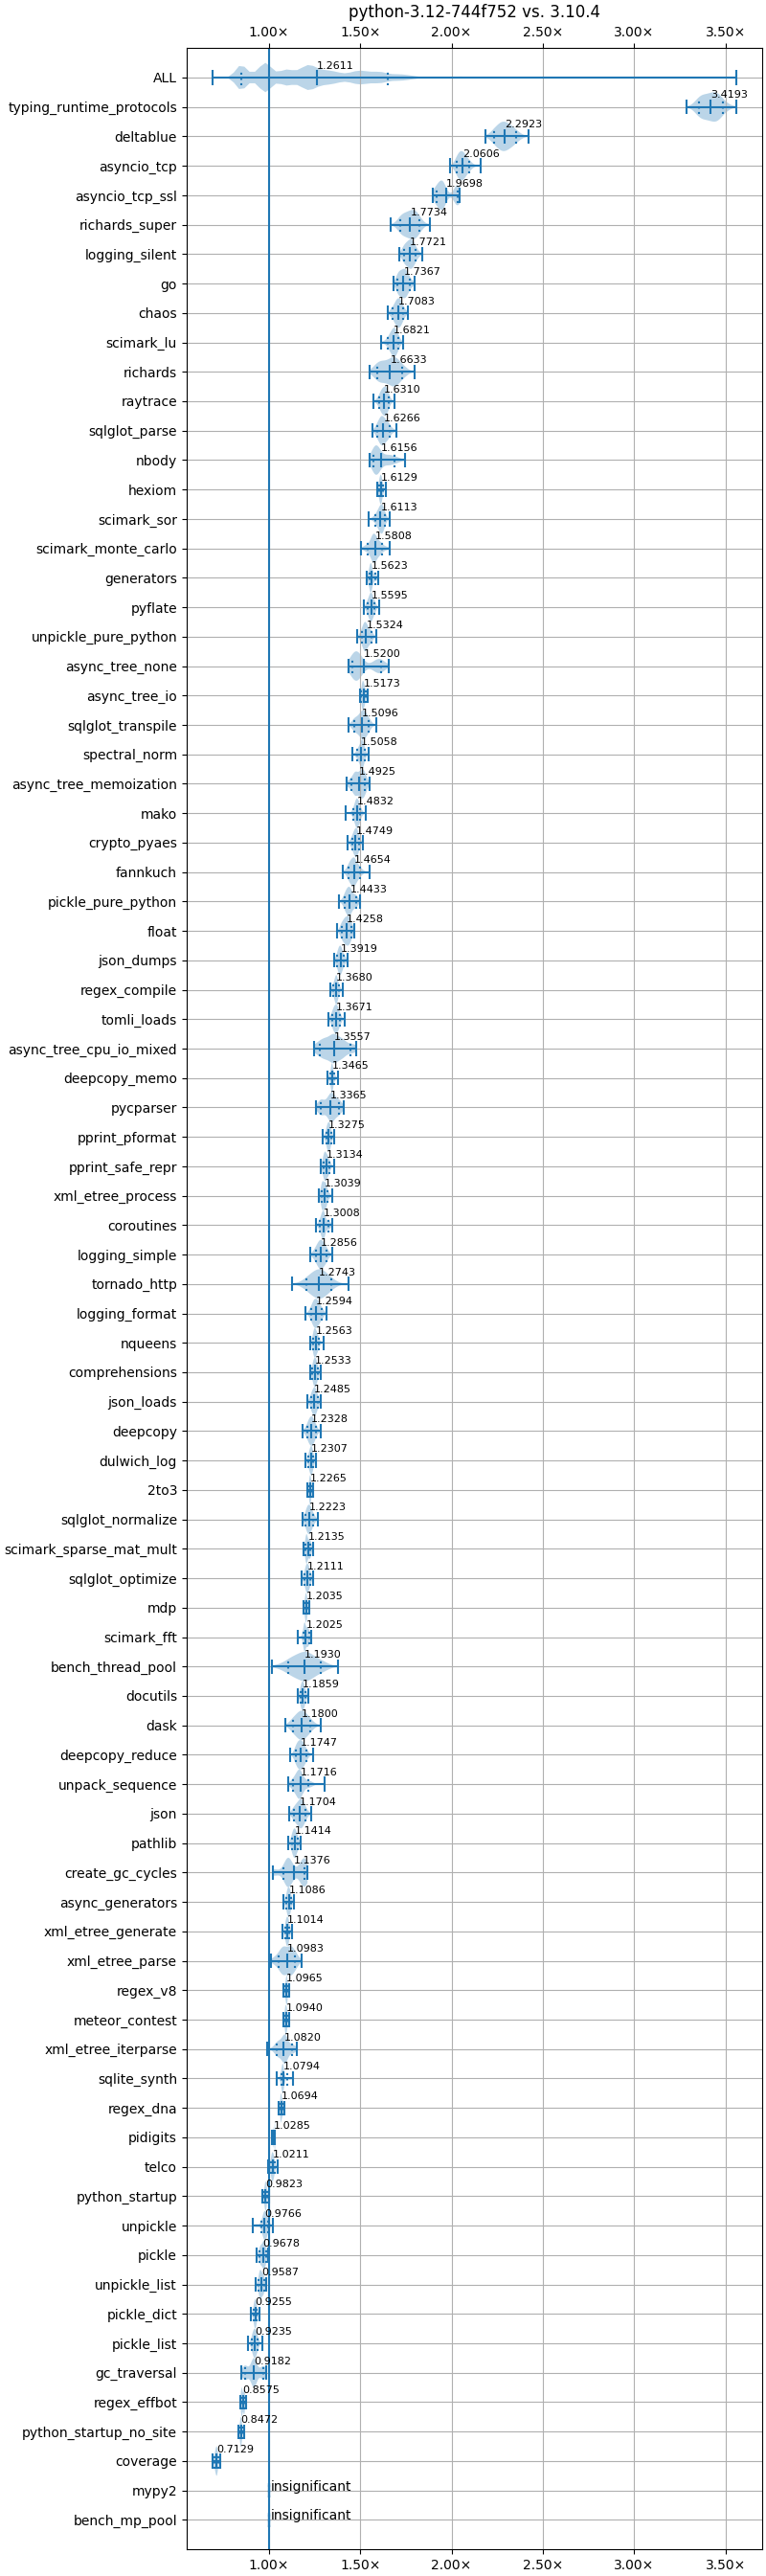 python-3.12-744f752 vs. 3.10.4
1.00× 1.50× 2.00× 2.50× 3.00× 3.50×
ALL 1.2611
typing_runtime_protocols 3.4193
deltablue 2.2923
asyncio_tcp 2.0606
asyncio_tcp_ssl 1.9698
richards_super 1.7734
logging_silent 1.7721
go 1.7367
chaos 1.7083
scimark_lu 1.6821
richards 1.6633
raytrace 1.6310
sqlglot_parse 1.6266
nbody 1.6156
hexiom 1.6129
scimark_sor 1.6113
scimark_monte_carlo 1.5808
generators 1.5623
pyflate 1.5595
unpickle_pure_python 1.5324
async_tree_none 1.5200
async_tree_io 1.5173
sqlglot_transpile 1.5096
spectral_norm 1.5058
async_tree_memoization 1.4925
mako 1.4832
crypto_pyaes 1.4749
fannkuch 1.4654
pickle_pure_python 1.4433
float 1.4258
json_dumps 1.3919
regex_compile 1.3680
tomli_loads 1.3671
async_tree_cpu_io_mixed 1.3557
deepcopy_memo 1.3465
pycparser 1.3365
pprint_pformat 1.3275
pprint_safe_repr 1.3134
xml_etree_process 1.3039
coroutines 1.3008
logging_simple 1.2856
tornado_http 1.2743
logging_format 1.2594
nqueens 1.2563
comprehensions 1.2533
json_loads 1.2485
deepcopy 1.2328
dulwich_log 1.2307
2to3 1.2265
sqlglot_normalize 1.2223
scimark_sparse_mat_mult 1.2135
sqlglot_optimize 1.2111
mdp 1.2035
scimark_fft 1.2025
bench_thread_pool 1.1930
docutils 1.1859
dask 1.1800
deepcopy_reduce 1.1747
unpack_sequence 1.1716
json 1.1704
pathlib 1.1414
create_gc_cycles 1.1376
async_generators 1.1086
xml_etree_generate 1.1014
xml_etree_parse 1.0983
regex_v8 1.0965
meteor_contest 1.0940
xml_etree_iterparse 1.0820
sqlite_synth 1.0794
regex_dna 1.0694
pidigits 1.0285
telco 1.0211
python_startup 0.9823
unpickle 0.9766
pickle 0.9678
unpickle_list 0.9587
pickle_dict 0.9255
pickle_list 0.9235
gc_traversal 0.9182
regex_effbot 0.8575
python_startup_no_site 0.8472
coverage 0.7129
mypy2 insignificant
bench_mp_pool insignificant
1.00× 1.50× 2.00× 2.50× 3.00× 3.50×